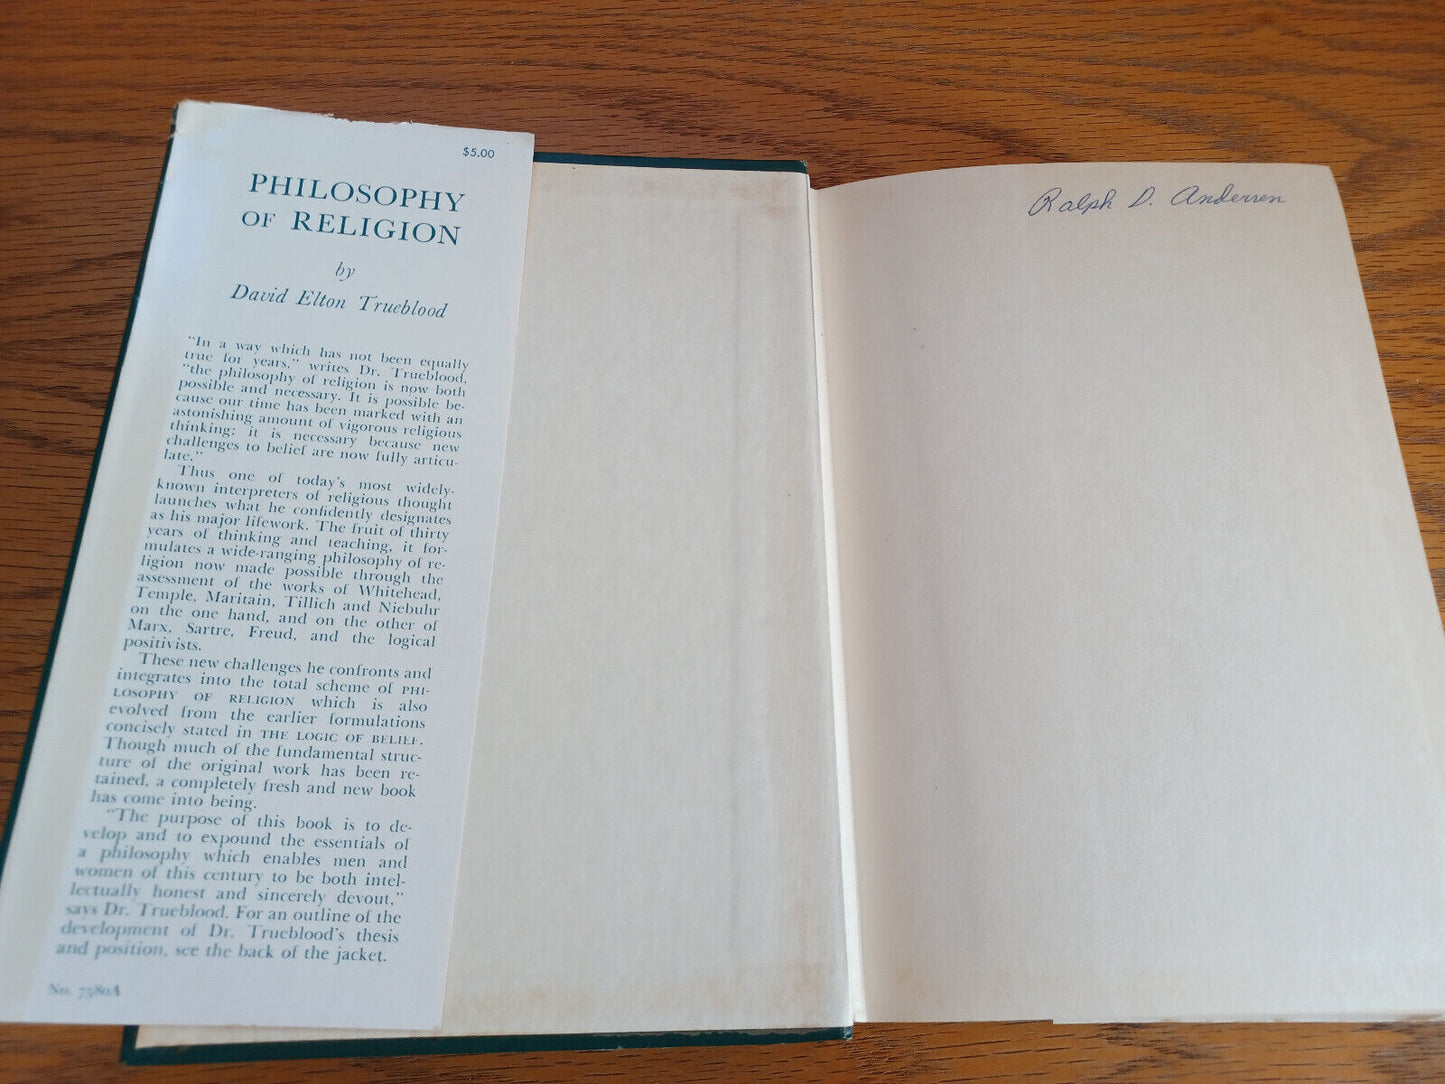 $5.00
PHILOSOPHY
OF RELIGION
by
David Elton Trueblood
"In a way which has not been equally
true for years," writes Dr. Trueblood,
"the philosophy of religion is now both
possible and necessary. It is possible be-
cause our time has been marked with an
astonishing amount of vigorous religious
thinking; it is necessary because new
challenges to belief are now fully articu-
late."
Thus one of today's most widely-
known interpreters of religious thought
launches what he confidently designates
as his major lifework. The fruit of thirty
years of thinking and teaching, it for-
mulates a wide-ranging philosophy of re-
ligion now made possible through the
assessment of the works of Whitehead,
Temple, Maritain, Tillich and Niebuhr
on the one hand, and on the other of
Marx, Sartre, Freud, and the logical
positivists.
These new challenges he confronts and
integrates into the total scheme of PHI-
LOSOPHY OF RELIGION which is also
evolved from the earlier formulations
concisely stated in THE LOGIC OF BELIEF.
Though much of the fundamental struc-
ture of the original work has been re-
tained, a completely fresh and new book
has come into being.
"The purpose of this book is to de-
velop and to expound the essentials of
a philosophy which enables men and
women of this century to be both intel-
lectually honest and sincerely devout,"
says Dr. Trueblood. For an outline of the
development of Dr. Trueblood's thesis
and position, see the back of the jacket.
No. 7580A
Ralph D. Andersen